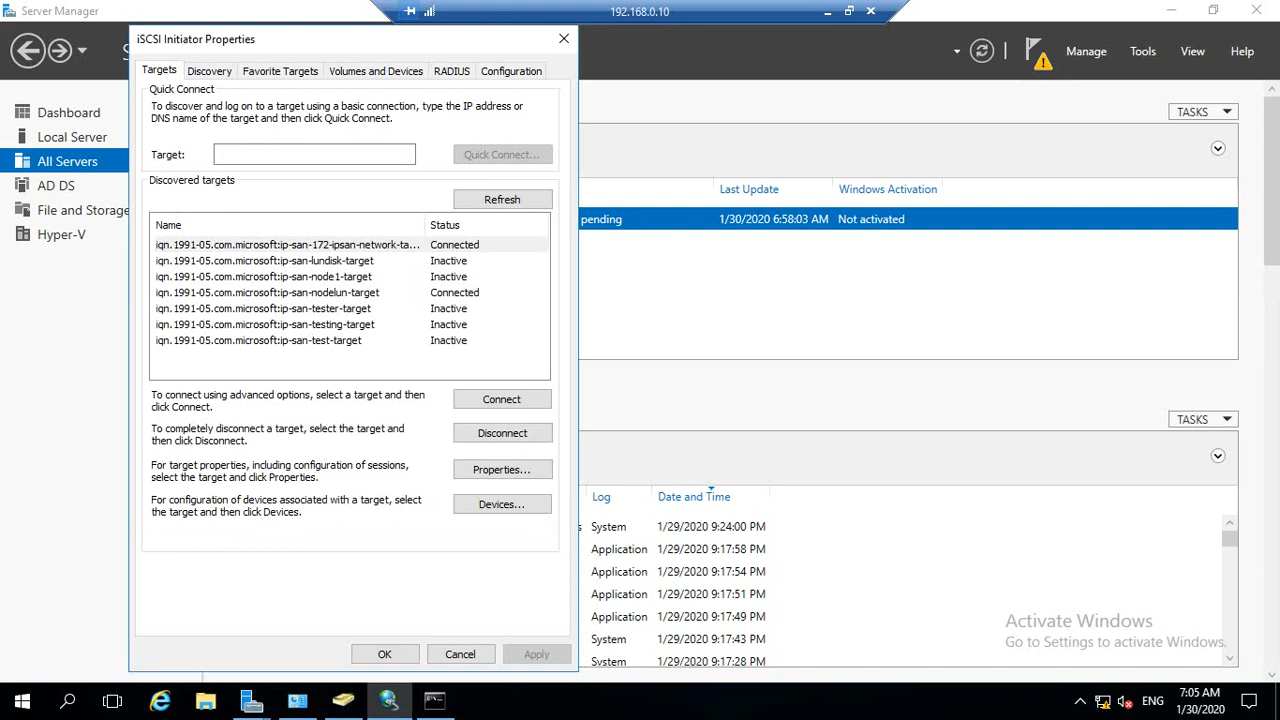 Server Manager
192.168.0.10
iSCSI Initiator Properties
Manage
Tools
View
Help
Targets
Discovery
Favorite Targets
Volumes and Devices
RADIUS
Configuration
Quick Connect
To discover and log on to a target using a basic connection, type the IP address or
DNS name of the target and then click Quick Connect.
Target:
Quick Connect...
Discovered targets
Refresh
Name
Status
iqn.1991-05.com.microsoft:ip-san-172-ipsan-network-ta...
Connected
iqn.1991-05.com.microsoft:ip-san-lundisk-target
Inactive
iqn.1991-05.com.microsoft:ip-san-node1-target
Inactive
iqn.1991-05.com.microsoft:ip-san-nodelun-target
Connected
iqn.1991-05.com.microsoft:ip-san-tester-target
Inactive
iqn.1991-05.com.microsoft:ip-san-testing-target
Inactive
iqn.1991-05.com.microsoft:ip-san-test-target
Inactive
To connect using advanced options, select a target and then
click Connect.
Connect
To completely disconnect a target, select the target and
then click Disconnect.
Disconnect
For target properties, including configuration of sessions,
select the target and click Properties.
Properties...
For configuration of devices associated with a target, select
the target and then click Devices.
Devices...
OK
Cancel
Apply
Dashboard
Local Server
All Servers
AD DS
File and Storage
Hyper-V
TASKS
Last Update
Windows Activation
pending
1/30/2020 6:58:03 AM
Not activated
TASKS
Log
Date and Time
System
1/29/2020 9:24:00 PM
Application
1/29/2020 9:17:58 PM
Application
1/29/2020 9:17:54 PM
Application
1/29/2020 9:17:51 PM
Application
1/29/2020 9:17:49 PM
System
1/29/2020 9:17:43 PM
System
1/29/2020 9:17:28 PM
Activate Windows
Go to Settings to activate Windows.
ENG
7:05 AM
1/30/2020